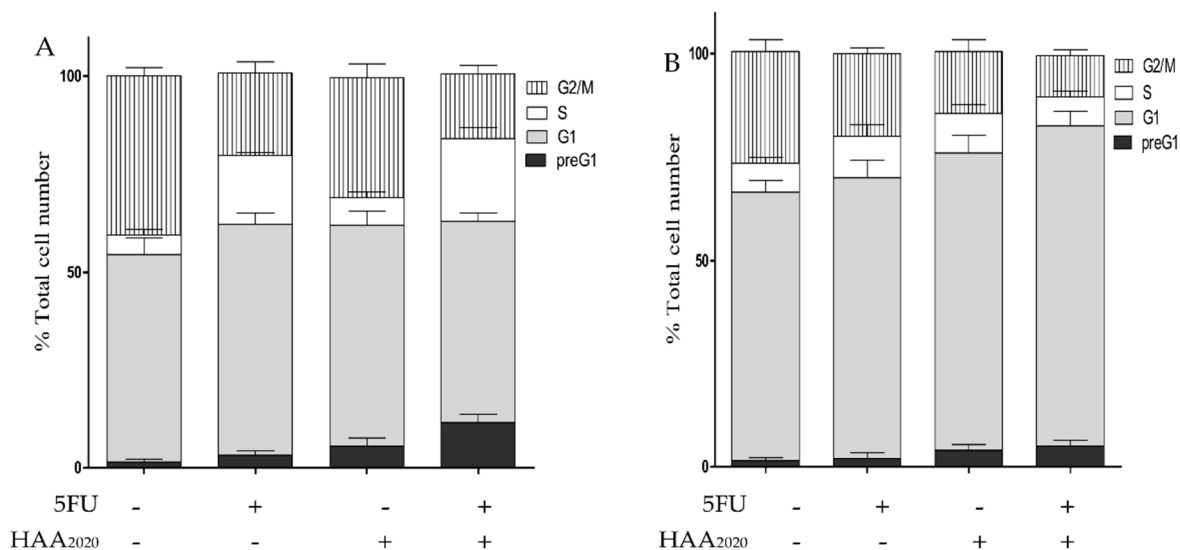 A
100
50
0
% Total cell number
G2/M
S
G1
preG1
5FU - + - +
HAA2020 - - + +
B
100
50
0
% Total cell number
G2/M
S
G1
preG1
5FU - + - +
HAA2020 - - + +